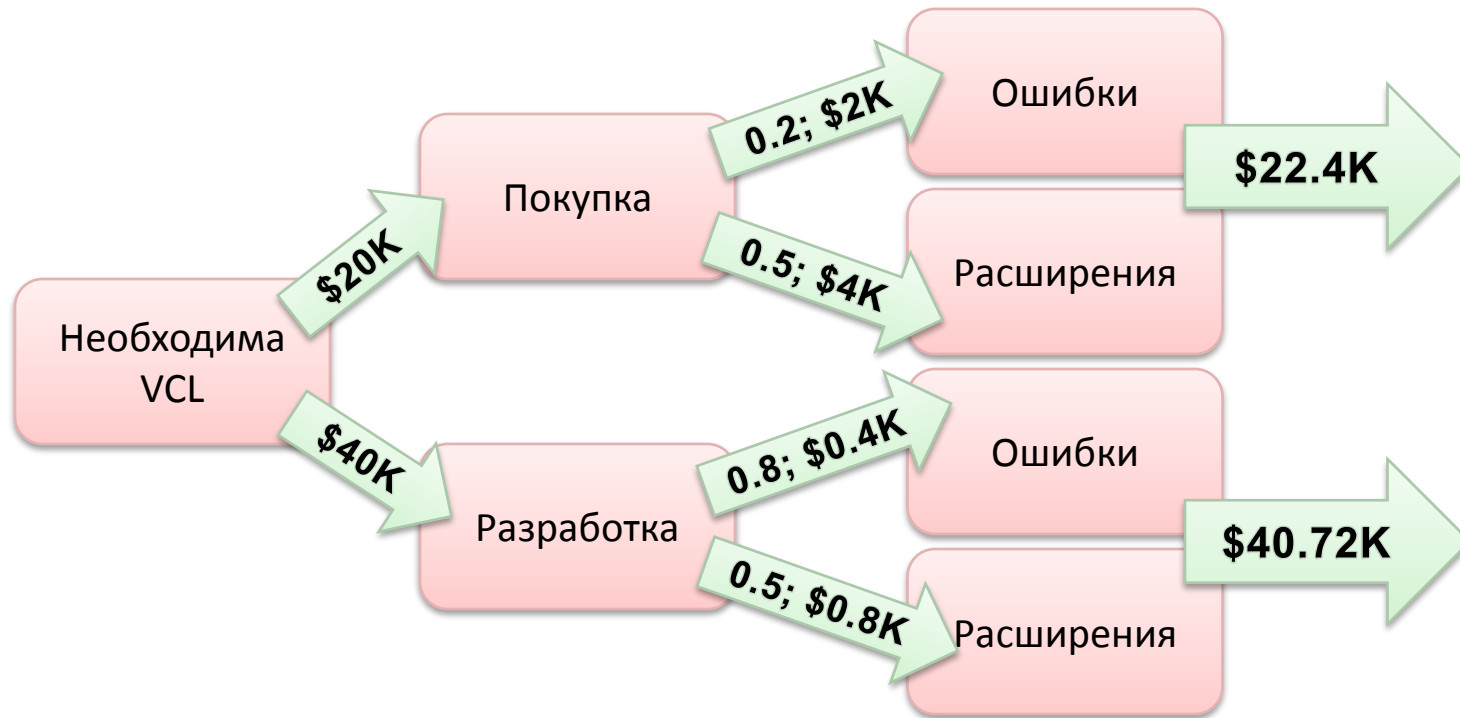 Необходима
VCL
$20K
$40K
Покупка
0.2; $2K
0.5; $4K
Ошибки
Расширения
$22.4K
Разработка
0.8; $0.4K
0.5; $0.8K
Ошибки
Расширения
$40.72K